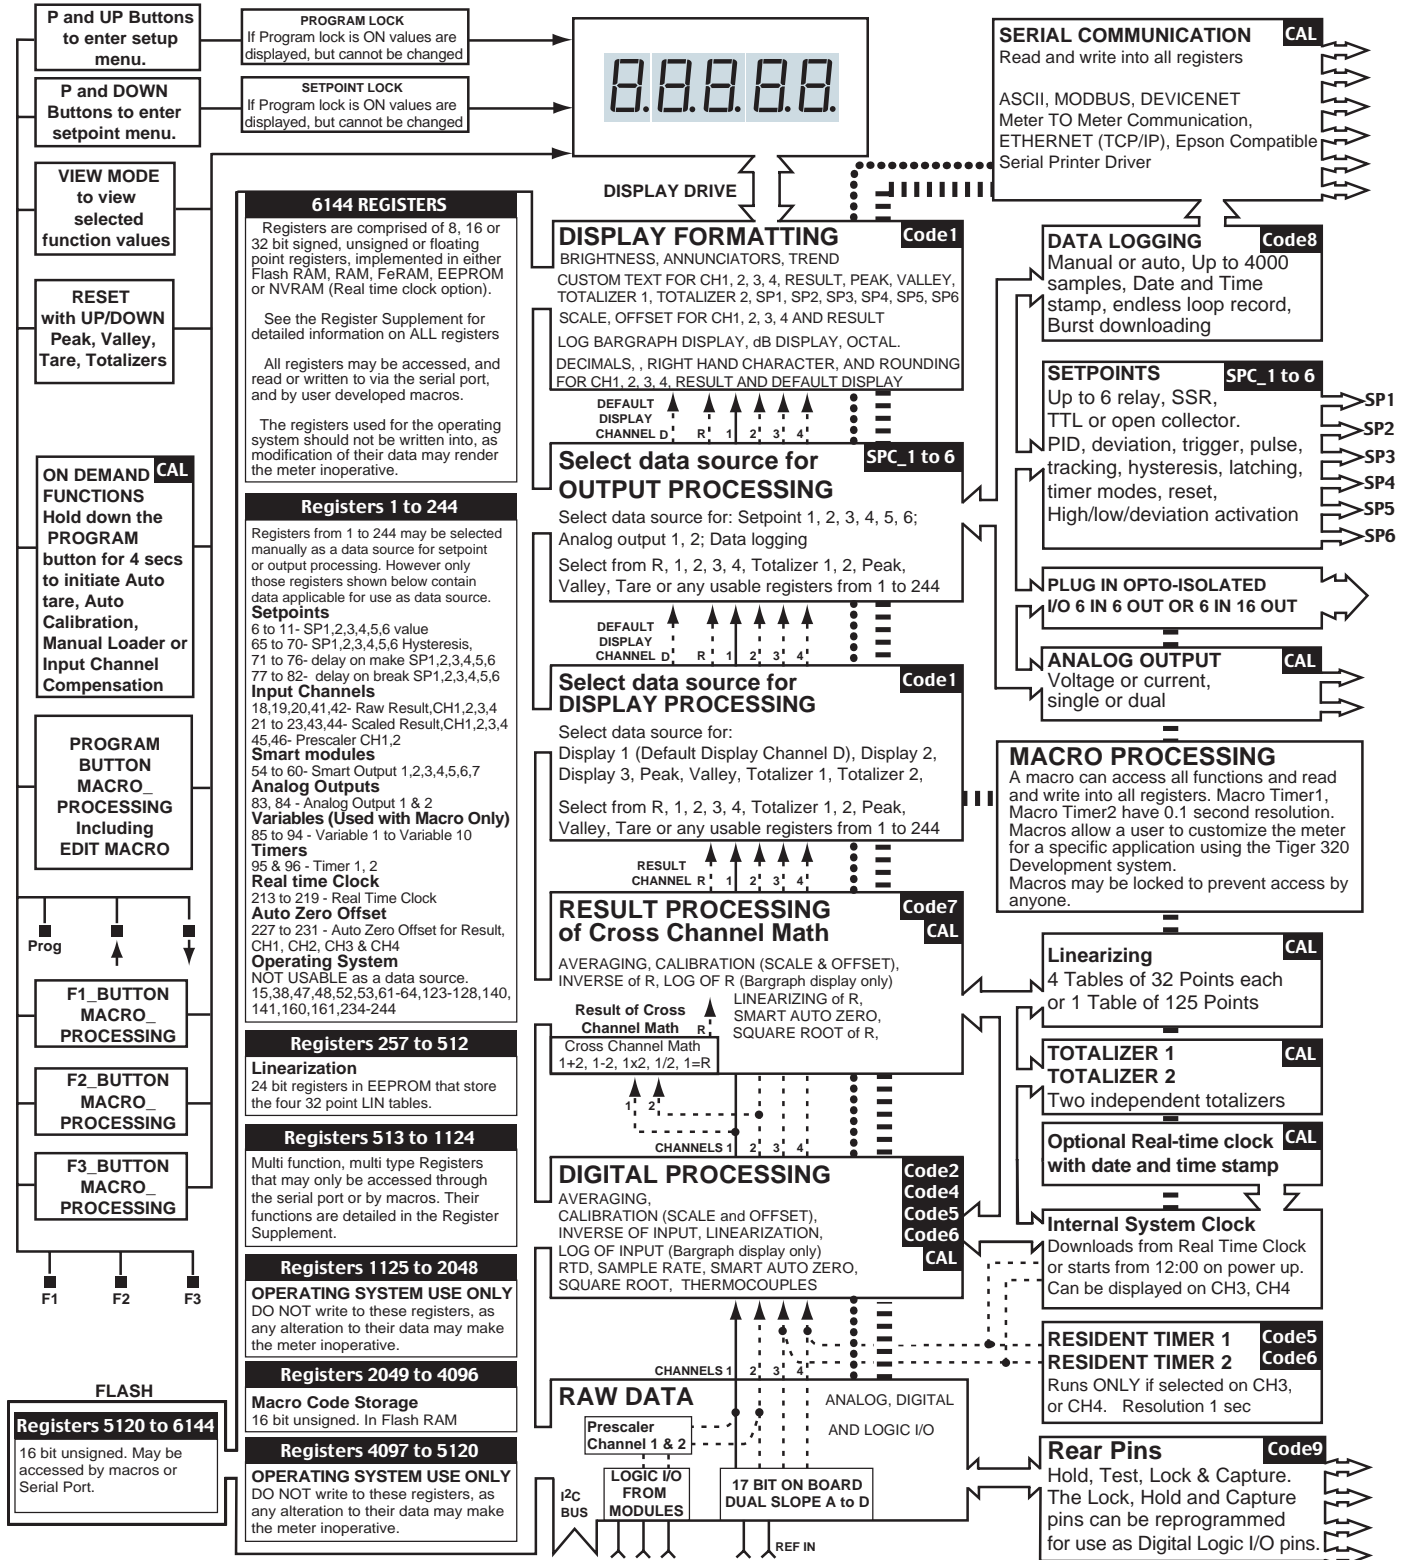 P and UP Buttons
to enter setup
menu.
PROGRAM LOCK
If Program lock is ON values are
displayed, but cannot be changed
P and DOWN
Buttons to enter
setpoint menu.
SETPOINT LOCK
If Program lock is ON values are
displayed, but cannot be changed
8.8.8.8.8.
VIEW MODE
to view
selected
function values
RESET
with UP/DOWN
Peak, Valley,
Tare, Totalizers
ON DEMAND CAL
FUNCTIONS
Hold down the
PROGRAM
button for 4 secs
to initiate Auto
tare, Auto
Calibration,
Manual Loader or
Input Channel
Compensation
PROGRAM
BUTTON
MACRO_
PROCESSING
Including
EDIT MACRO
Prog
F1_BUTTON
MACRO_
PROCESSING
F2_BUTTON
MACRO_
PROCESSING
F3_BUTTON
MACRO_
PROCESSING
F1
F2
F3
FLASH
Registers 5120 to 6144
16 bit unsigned. May be
accessed by macros or
Serial Port.
6144 REGISTERS
Registers are comprised of 8, 16 or
32 bit signed, unsigned or floating
point registers, implemented in either
Flash RAM, RAM, FeRAM, EEPROM
or NVRAM (Real time clock option).
See the Register Supplement for
detailed information on ALL registers
All registers may be accessed, and
read or written to via the serial port,
and by user developed macros.
The registers used for the operating
system should not be written into, as
modification of their data may render
the meter inoperative.
Registers 1 to 244
Registers from 1 to 244 may be selected
manually as a data source for setpoint
or output processing. However only
those registers shown below contain
data applicable for use as data source.
Setpoints
6 to 11- SP1,2,3,4,5,6 value
65 to 70- SP1,2,3,4,5,6 Hysteresis,
71 to 76- delay on make SP1,2,3,4,5,6
77 to 82- delay on break SP1,2,3,4,5,6
Input Channels
18,19,20,41,42- Raw Result,CH1,2,3,4
21 to 23,43,44- Scaled Result,CH1,2,3,4
45,46- Prescaler CH1,2
Smart modules
54 to 60- Smart Output 1,2,3,4,5,6,7
Analog Outputs
83, 84 - Analog Output 1 & 2
Variables (Used with Macro Only)
85 to 94 - Variable 1 to Variable 10
Timers
95 & 96 - Timer 1, 2
Real time Clock
213 to 219 - Real Time Clock
Auto Zero Offset
227 to 231 - Auto Zero Offset for Result,
CH1, CH2, CH3 & CH4
Operating System
NOT USABLE as a data source.
15,38,47,48,52,53,61-64,123-128,140,
141,160,161,234-244
Registers 257 to 512
Linearization
24 bit registers in EEPROM that store
the four 32 point LIN tables.
Registers 513 to 1124
Multi function, multi type Registers
that may only be accessed through
the serial port or by macros. Their
functions are detailed in the Register
Supplement.
Registers 1125 to 2048
OPERATING SYSTEM USE ONLY
DO NOT write to these registers, as
any alteration to their data may make
the meter inoperative.
Registers 2049 to 4096
Macro Code Storage
16 bit unsigned. In Flash RAM
Registers 4097 to 5120
OPERATING SYSTEM USE ONLY
DO NOT write to these registers, as
any alteration to their data may make
the meter inoperative.
DISPLAY DRIVE
DISPLAY FORMATTING Code1
BRIGHTNESS, ANNUNCIATORS, TREND
CUSTOM TEXT FOR CH1, 2, 3, 4, RESULT, PEAK, VALLEY,
TOTALIZER 1, TOTALIZER 2, SP1, SP2, SP3, SP4, SP5, SP6
SCALE, OFFSET FOR CH1, 2, 3, 4 AND RESULT
LOG BARGRAPH DISPLAY, dB DISPLAY, OCTAL.
DECIMALS, , RIGHT HAND CHARACTER, AND ROUNDING
FOR CH1, 2, 3, 4, RESULT AND DEFAULT DISPLAY
DEFAULT
DISPLAY
CHANNEL D R 1 2 3 4
Select data source for SPC_1 to 6
OUTPUT PROCESSING
Select data source for: Setpoint 1, 2, 3, 4, 5, 6;
Analog output 1, 2; Data logging
Select from R, 1, 2, 3, 4, Totalizer 1, 2, Peak,
Valley, Tare or any usable registers from 1 to 244
DEFAULT
DISPLAY
CHANNEL D R 1 2 3 4
Select data source for Code1
DISPLAY PROCESSING
Select data source for:
Display 1 (Default Display Channel D), Display 2,
Display 3, Peak, Valley, Totalizer 1, Totalizer 2,
Select from R, 1, 2, 3, 4, Totalizer 1, 2, Peak,
Valley, Tare or any usable registers from 1 to 244
RESULT
CHANNEL R 1 2 3 4
RESULT PROCESSING Code7
of Cross Channel Math CAL
AVERAGING, CALIBRATION (SCALE & OFFSET),
INVERSE of R, LOG OF R (Bargraph display only)
LINEARIZING of R,
SMART AUTO ZERO,
SQUARE ROOT of R,
Result of Cross
Channel Math R
Cross Channel Math
1+2, 1-2, 1x2, 1/2, 1=R
1 2
CHANNELS 1 2 3 4
DIGITAL PROCESSING Code2
Code4
Code5
Code6
CAL
AVERAGING,
CALIBRATION (SCALE and OFFSET),
INVERSE OF INPUT, LINEARIZATION,
LOG OF INPUT (Bargraph display only)
RTD, SAMPLE RATE, SMART AUTO ZERO,
SQUARE ROOT, THERMOCOUPLES
CHANNELS 1 2 3 4
RAW DATA
ANALOG, DIGITAL
AND LOGIC I/O
Prescaler
Channel 1 & 2
LOGIC I/O
FROM
MODULES
17 BIT ON BOARD
DUAL SLOPE A to D
I2C
BUS
REF IN
SERIAL COMMUNICATION CAL
Read and write into all registers
ASCII, MODBUS, DEVICENET
Meter TO Meter Communication,
ETHERNET (TCP/IP), Epson Compatible
Serial Printer Driver
DATA LOGGING Code8
Manual or auto, Up to 4000
samples, Date and Time
stamp, endless loop record,
Burst downloading
SETPOINTS SPC_1 to 6
Up to 6 relay, SSR,
TTL or open collector.
PID, deviation, trigger, pulse,
tracking, hysteresis, latching,
timer modes, reset,
High/low/deviation activation
SP1
SP2
SP3
SP4
SP5
SP6
PLUG IN OPTO-ISOLATED
I/O 6 IN 6 OUT OR 6 IN 16 OUT
ANALOG OUTPUT CAL
Voltage or current,
single or dual
MACRO PROCESSING
A macro can access all functions and read
and write into all registers. Macro Timer1,
Macro Timer2 have 0.1 second resolution.
Macros allow a user to customize the meter
for a specific application using the Tiger 320
Development system.
Macros may be locked to prevent access by
anyone.
Linearizing CAL
4 Tables of 32 Points each
or 1 Table of 125 Points
TOTALIZER 1 CAL
TOTALIZER 2
Two independent totalizers
Optional Real-time clock CAL
with date and time stamp
Internal System Clock
Downloads from Real Time Clock
or starts from 12:00 on power up.
Can be displayed on CH3, CH4
RESIDENT TIMER 1 Code5
RESIDENT TIMER 2 Code6
Runs ONLY if selected on CH3,
or CH4. Resolution 1 sec
Rear Pins Code9
Hold, Test, Lock & Capture.
The Lock, Hold and Capture
pins can be reprogrammed
for use as Digital Logic I/O pins.